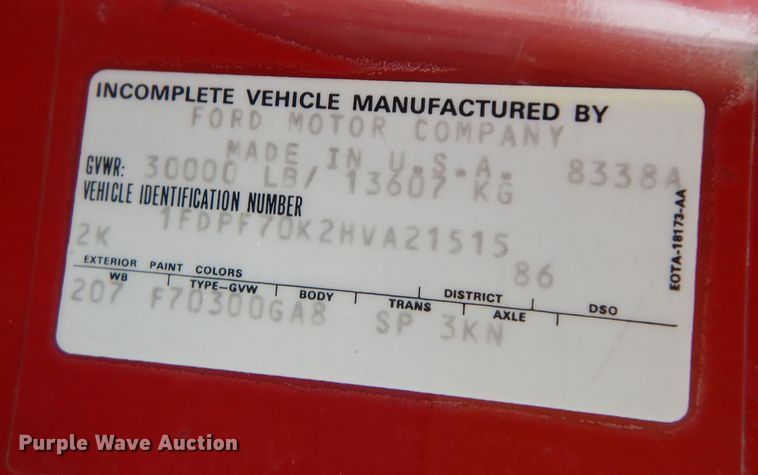 INCOMPLETE VEHICLE MANUFACTURED BY
FORD MOTOR COMPANY
MADE IN U.S.A.
GVWR: 30000 LB/ 13607 KG 8338A
VEHICLE IDENTIFICATION NUMBER
1FDPF70K2HVA21515
2K 86
EXTERIOR PAINT COLORS DISTRICT DSO
WB TYPE-GVW BODY TRANS AXLE
207 F70300GA8 SP 3KN
EOTA-18173-AA
Purple Wave Auction